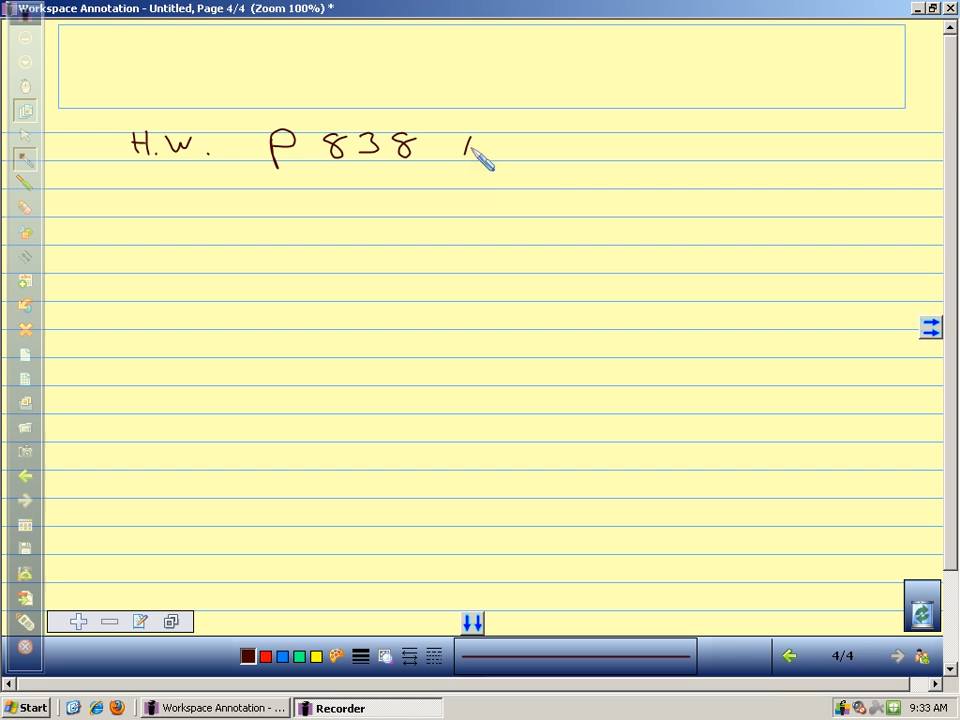 Workspace Annotation - Untitled, Page 4/4 (Zoom 100%) *
H.W. P 838
4/4
Start
Workspace Annotation - ...
Recorder
9:33 AM